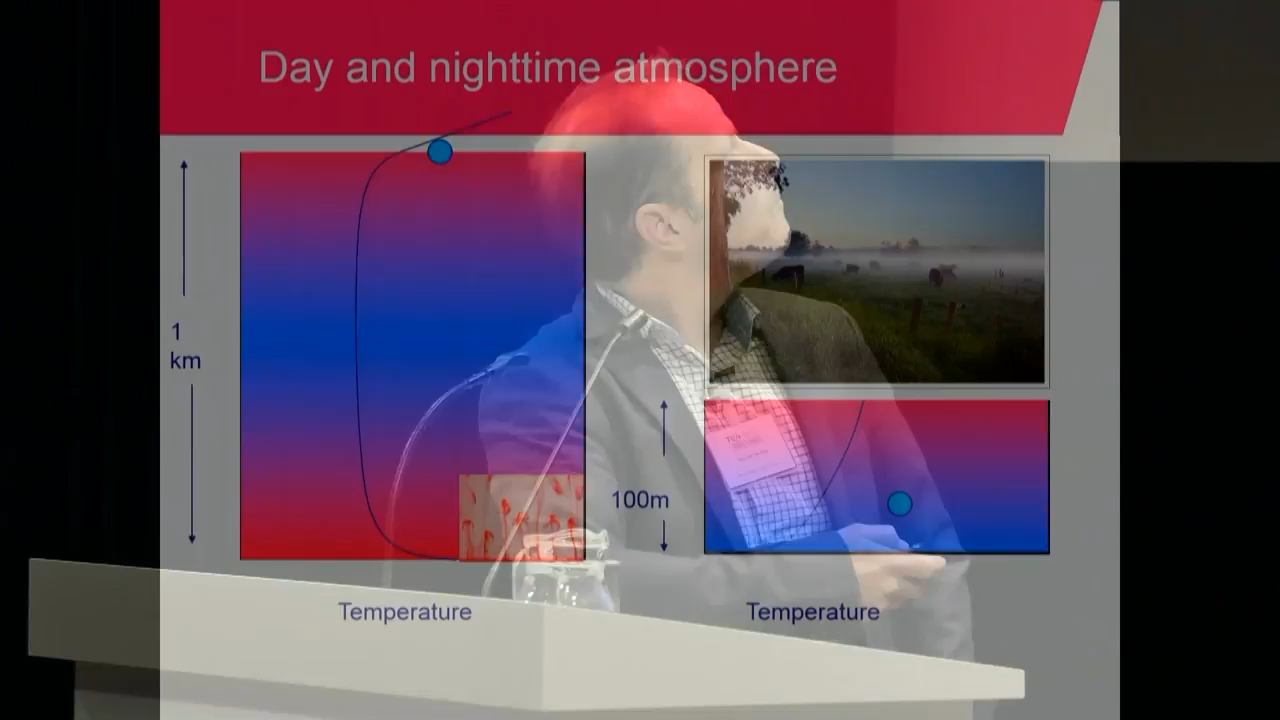 Day and nighttime atmosphere
1
km
100m
Temperature
Temperature